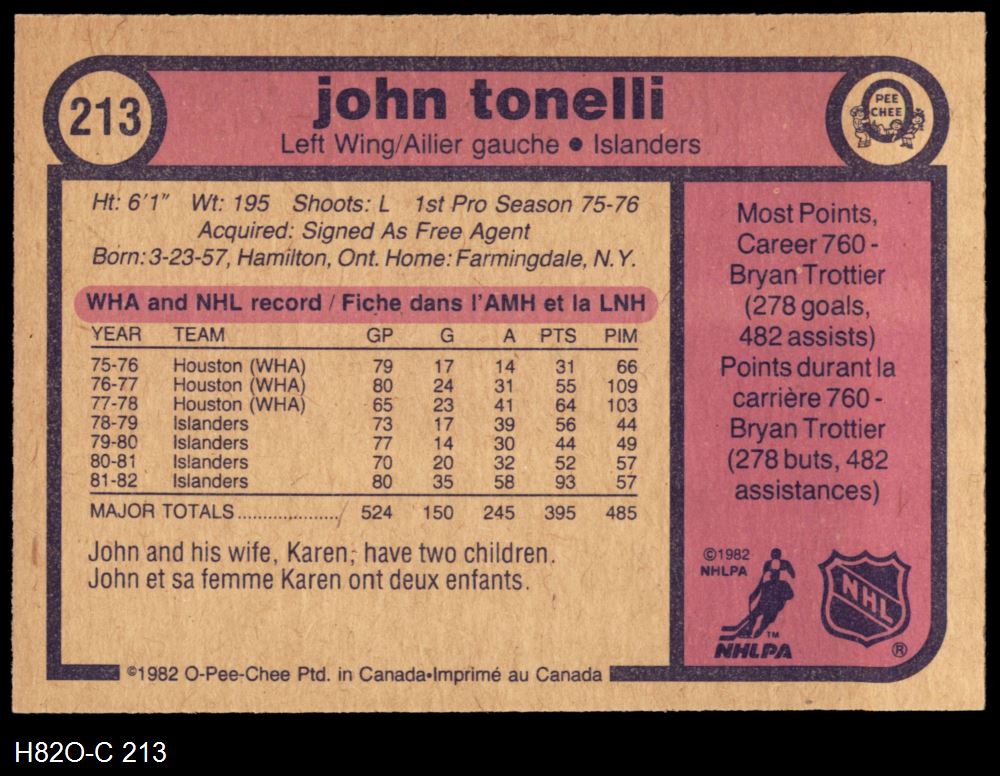 213
john tonelli
Left Wing/Ailier gauche • Islanders
PEE
CHEE
Ht: 6'1" Wt: 195 Shoots: L 1st Pro Season 75-76
Acquired: Signed As Free Agent
Born: 3-23-57, Hamilton, Ont. Home: Farmingdale, N.Y.
WHA and NHL record / Fiche dans l'AMH et la LNH
YEAR TEAM GP G A PTS PIM
75-76 Houston (WHA) 79 17 14 31 66
76-77 Houston (WHA) 80 24 31 55 109
77-78 Houston (WHA) 65 23 41 64 103
78-79 Islanders 73 17 39 56 44
79-80 Islanders 77 14 30 44 49
80-81 Islanders 70 20 32 52 57
81-82 Islanders 80 35 58 93 57
MAJOR TOTALS.................... 524 150 245 395 485
John and his wife, Karen, have two children.
John et sa femme Karen ont deux enfants.
©1982 O-Pee-Chee Ptd. in Canada•Imprimé au Canada
Most Points,
Career 760 -
Bryan Trottier
(278 goals,
482 assists)
Points durant la
carrière 760 -
Bryan Trottier
(278 buts, 482
assistances)
©1982
NHLPA
TM
NHLPA
NHL
®
H82O-C 213